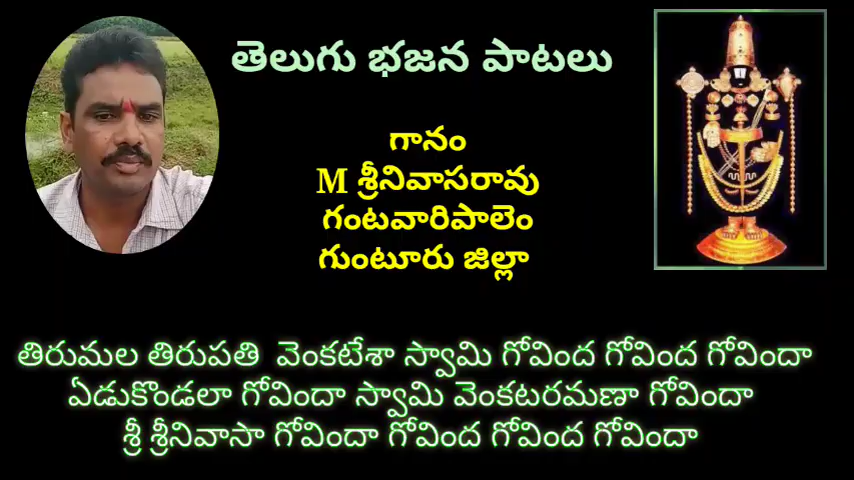 తెలుగు భజన పాటలు
గానం
M శ్రీనివాసరావు
గంటవారిపాలెం
గుంటూరు జిల్లా
తిరుమల తిరుపతి వెంకటేశా స్వామి గోవింద గోవింద గోవిందా
ఏడుకొండలా గోవిందా స్వామి వెంకటరమణా గోవిందా
శ్రీ శ్రీనివాసా గోవిందా గోవింద గోవింద గోవిందా